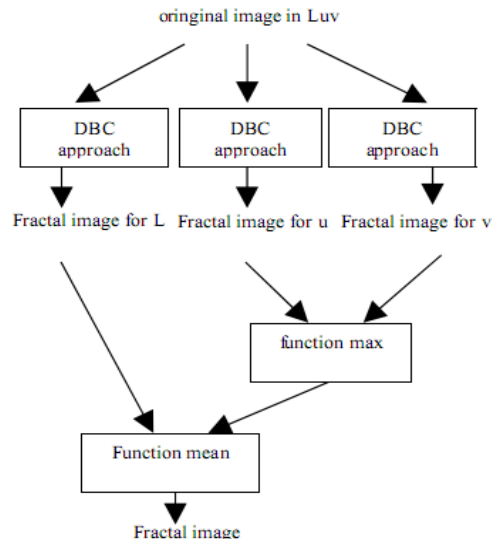 oringinal image in Luv
DBC
approach
DBC
approach
DBC
approach
Fractal image for L
Fractal image for u
Fractal image for v
function max
Function mean
Fractal image